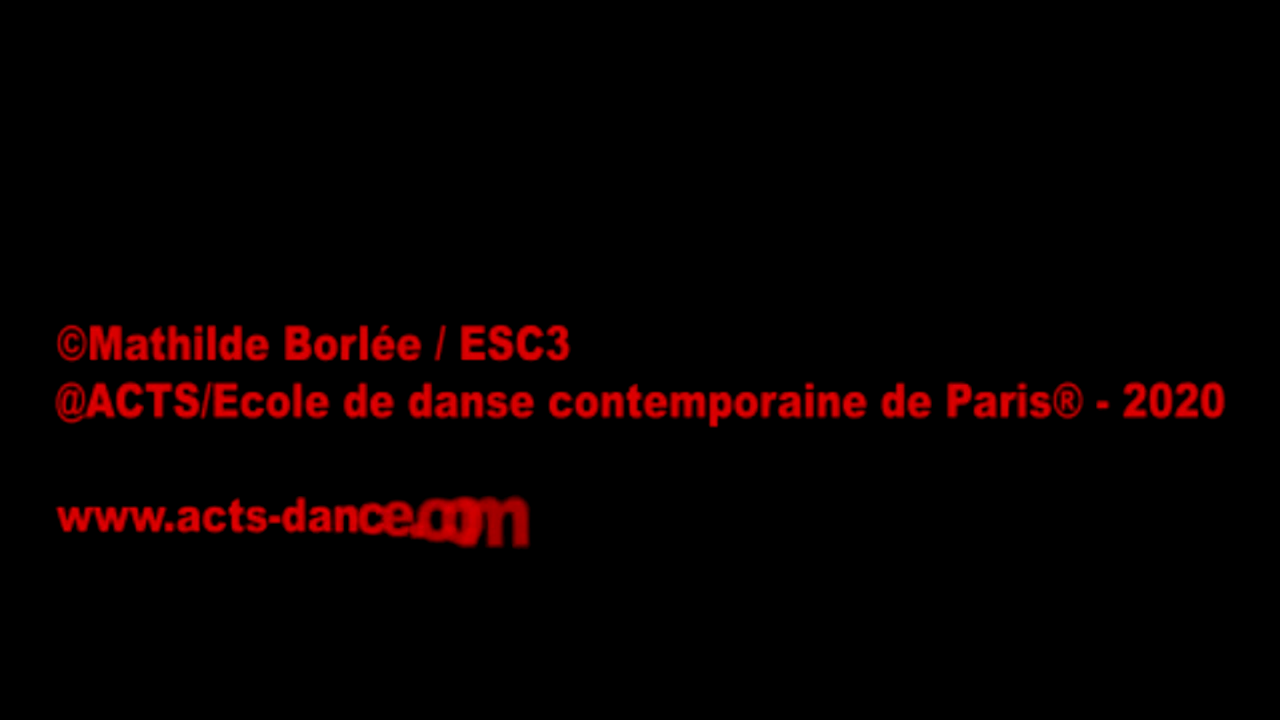 ©Mathilde Borlée / ESC3
@ACTS/Ecole de danse contemporaine de Paris® - 2020
www.acts-dance.com